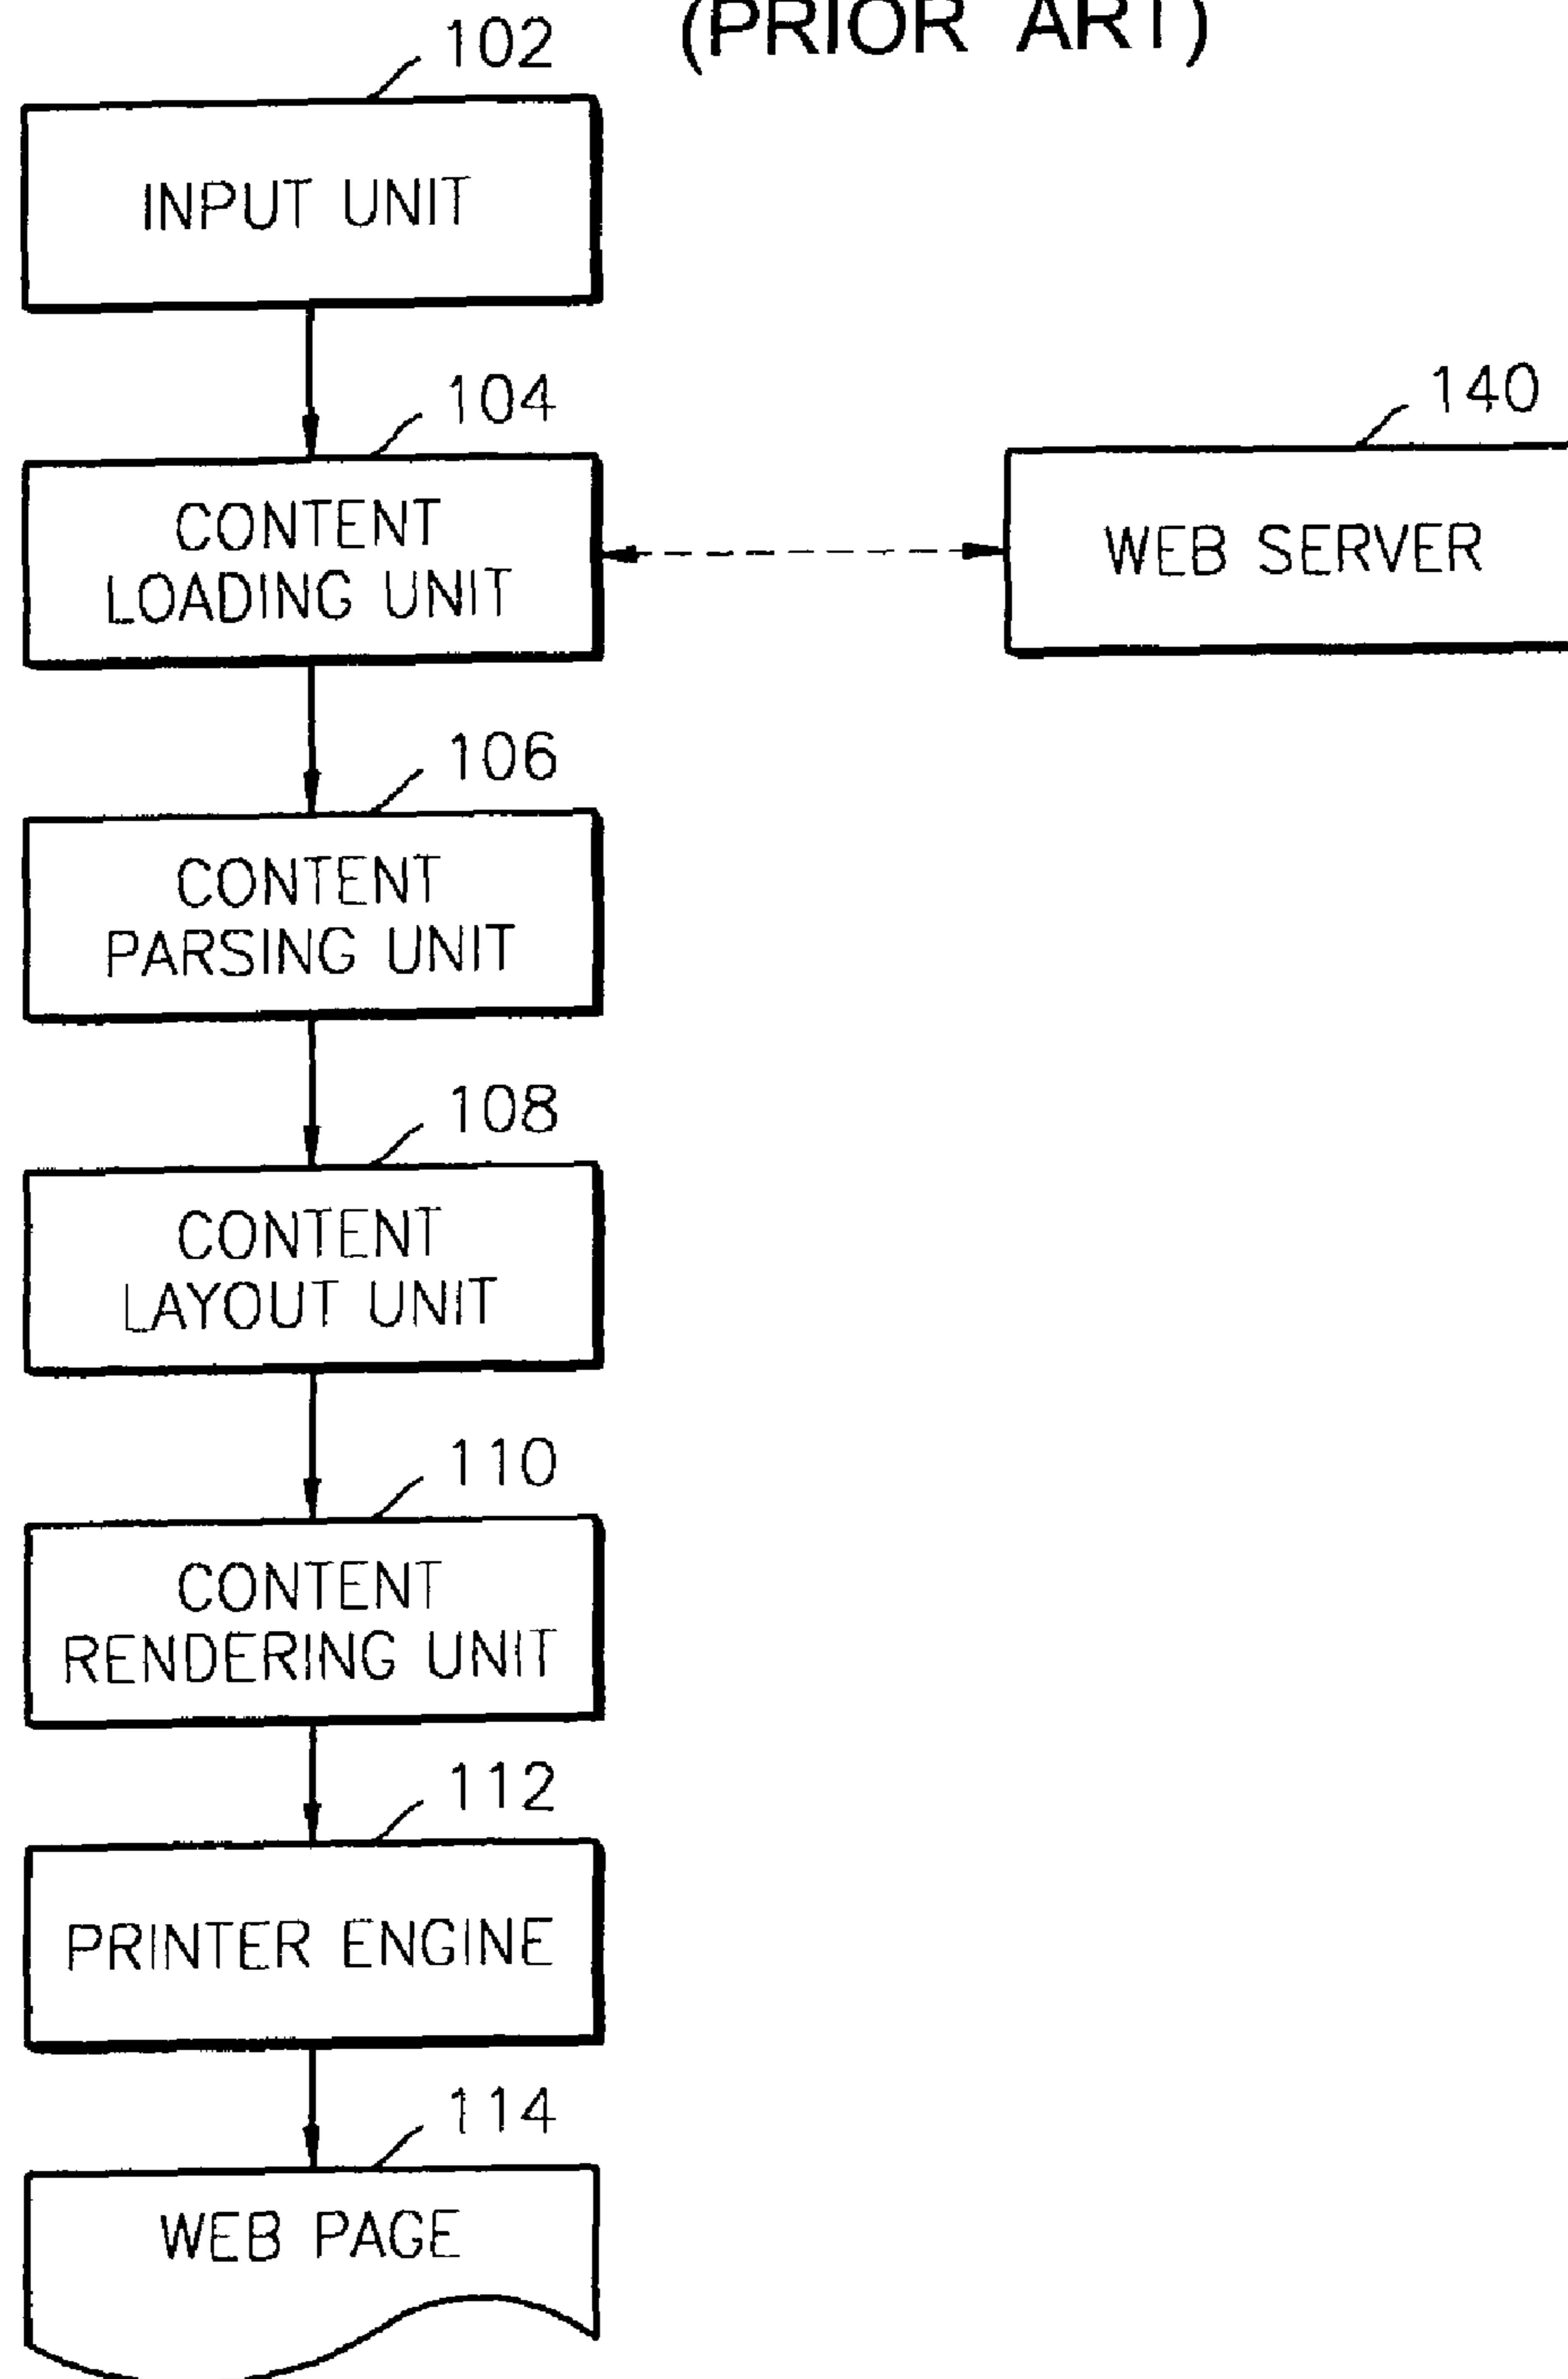 (PRIOR ART)
102
INPUT UNIT
104
CONTENT
LOADING UNIT
140
WEB SERVER
106
CONTENT
PARSING UNIT
108
CONTENT
LAYOUT UNIT
110
CONTENT
RENDERING UNIT
112
PRINTER ENGINE
114
WEB PAGE